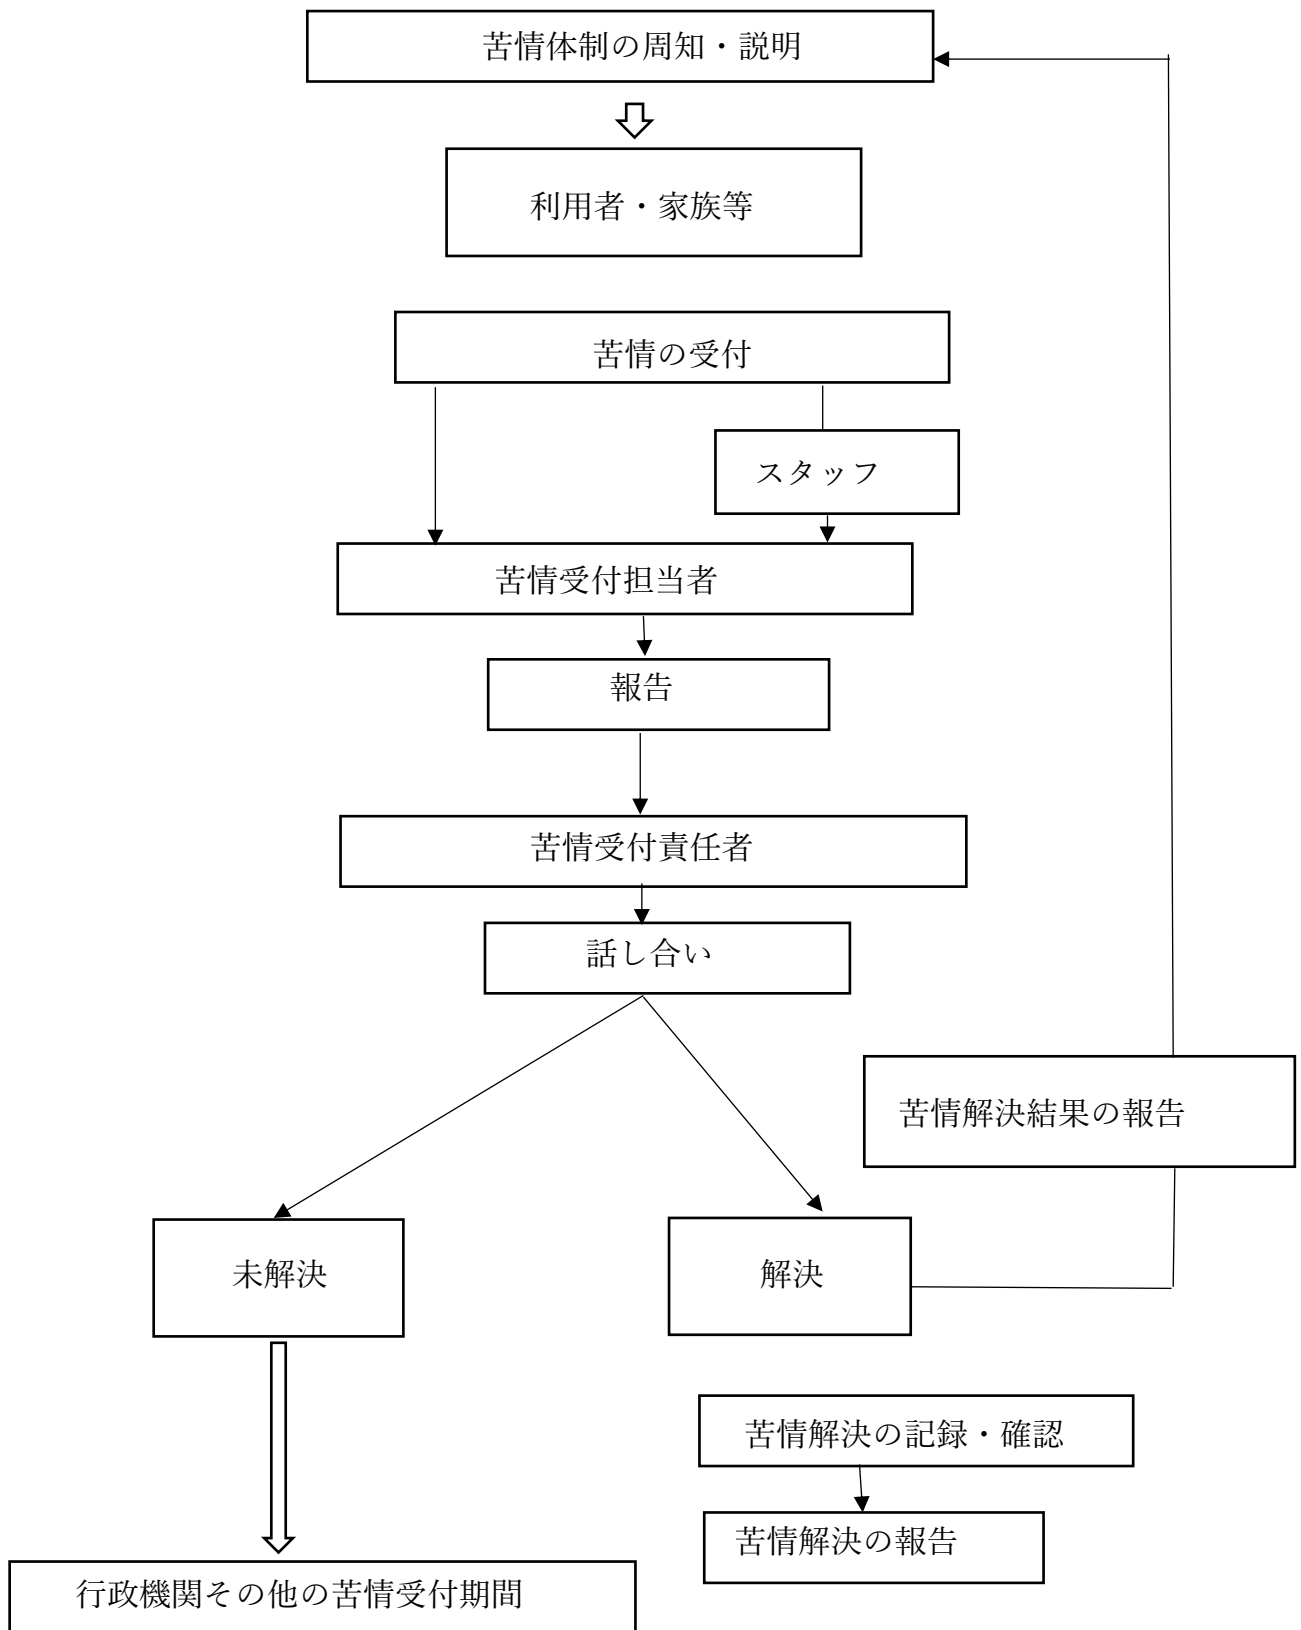 苦情体制の周知・説明
利用者・家族等
苦情の受付
スタッフ
苦情受付担当者
報告
苦情受付責任者
話し合い
苦情解決結果の報告
未解決
解決
苦情解決の記録・確認
苦情解決の報告
行政機関その他の苦情受付期間